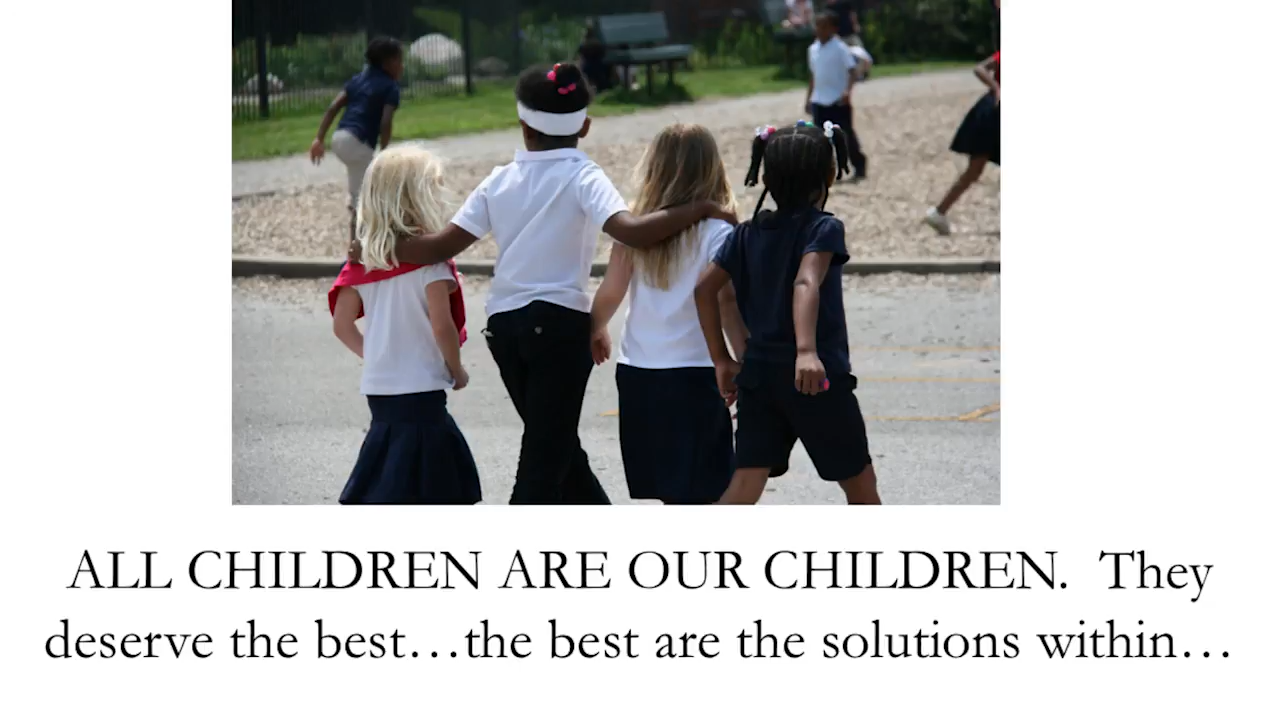 ALL CHILDREN ARE OUR CHILDREN.  They
deserve the best…the best are the solutions within…